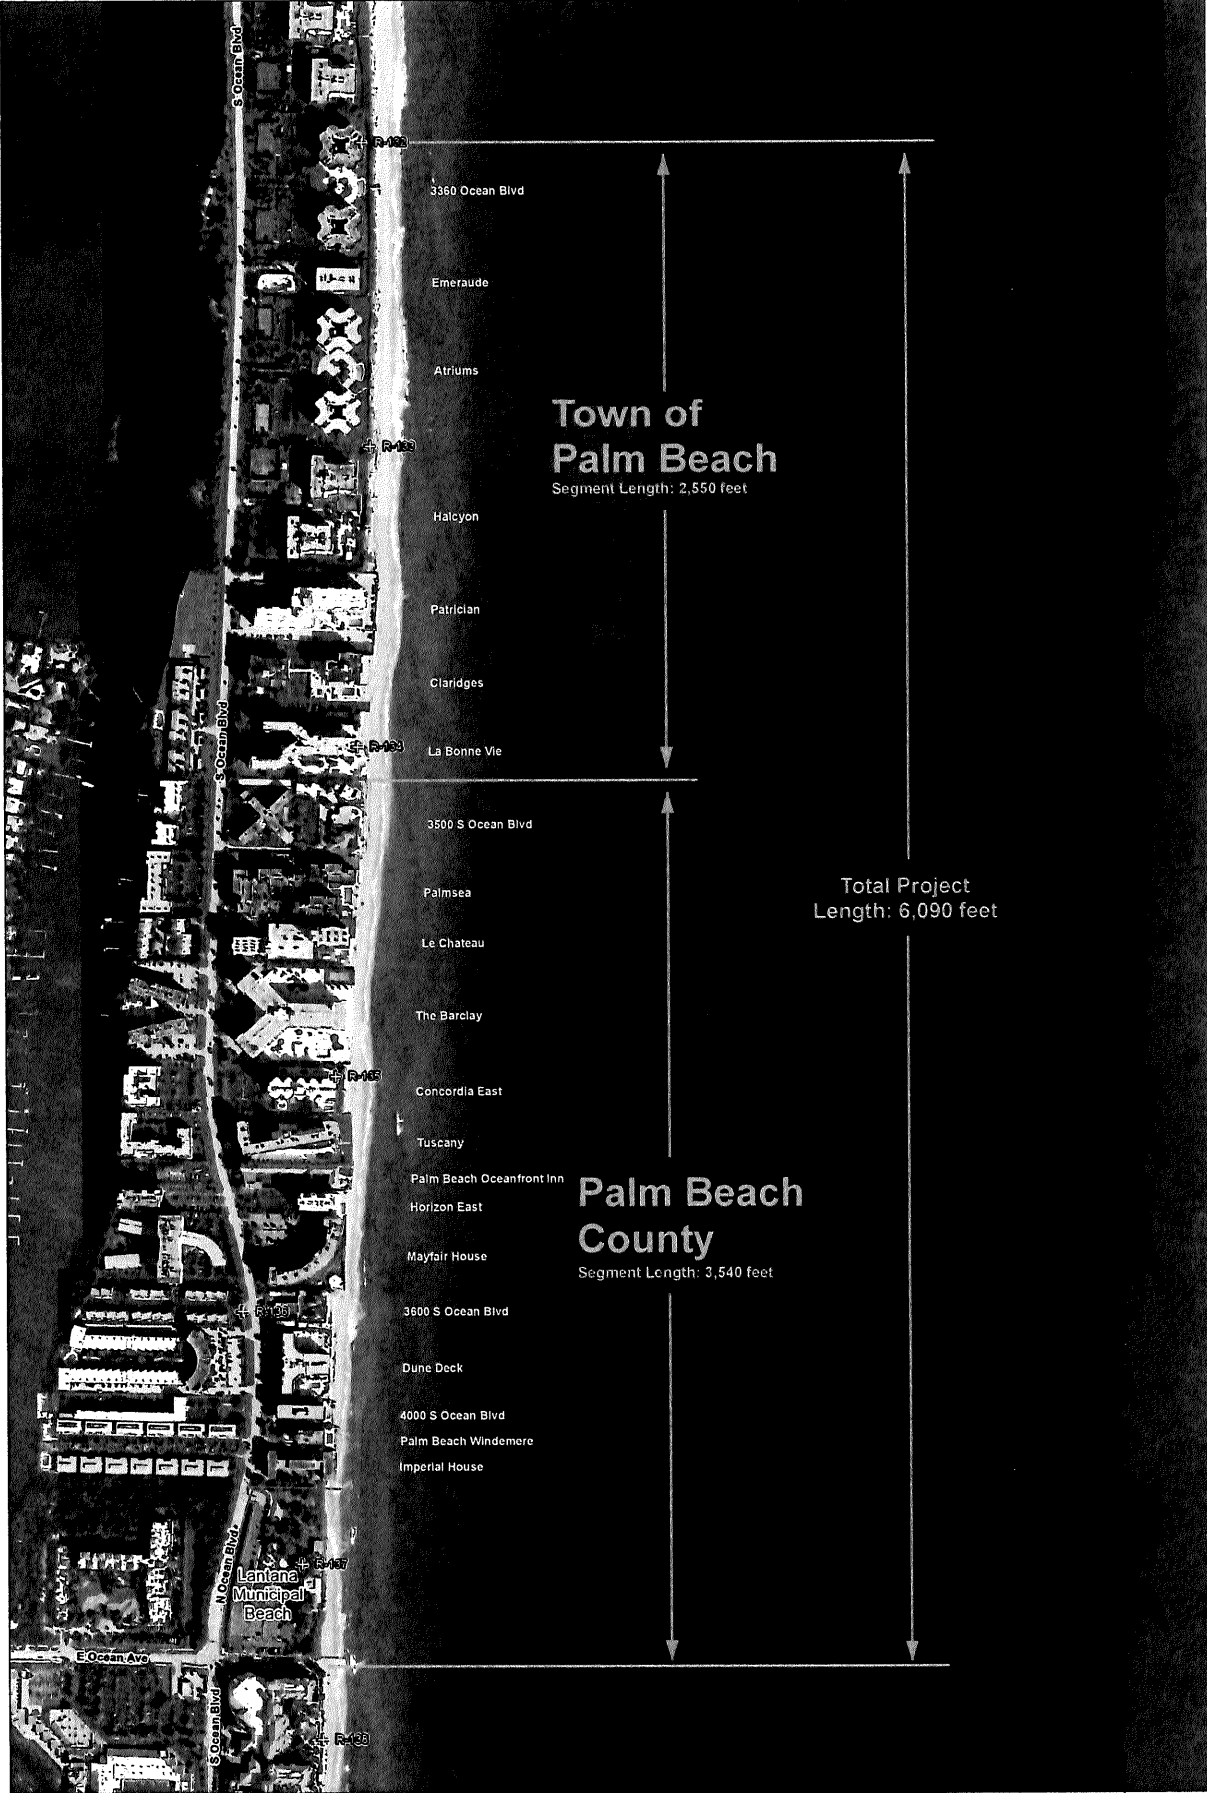 S Ocean Blvd
R-132
3360 Ocean Blvd
Emeraude
Atriums
Town of
Palm Beach
Segment Length: 2,550 feet
R-133
Halcyon
Patrician
Claridges
S Ocean Blvd
R-134
La Bonne Vie
3500 S Ocean Blvd
Palmsea
Total Project
Length: 6,090 feet
Le Chateau
The Barclay
R-135
Concordia East
Tuscany
Palm Beach Oceanfront Inn
Horizon East
Palm Beach
County
Segment Length: 3,540 feet
Mayfair House
R-136
3600 S Ocean Blvd
Dune Deck
4000 S Ocean Blvd
Palm Beach Windemere
Imperial House
N Ocean Blvd
R-137
Lantana
Municipal
Beach
E Ocean Ave
S Ocean Blvd
R-138